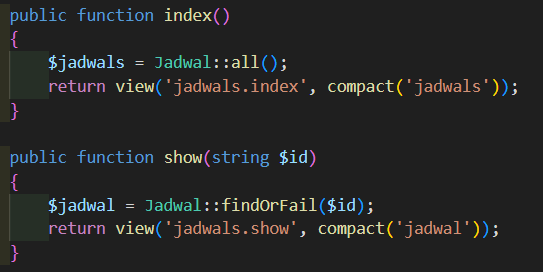 public function index()
{
    $jadwals = Jadwal::all();
    return view('jadwals.index', compact('jadwals'));
}

public function show(string $id)
{
    $jadwal = Jadwal::findOrFail($id);
    return view('jadwals.show', compact('jadwal'));
}